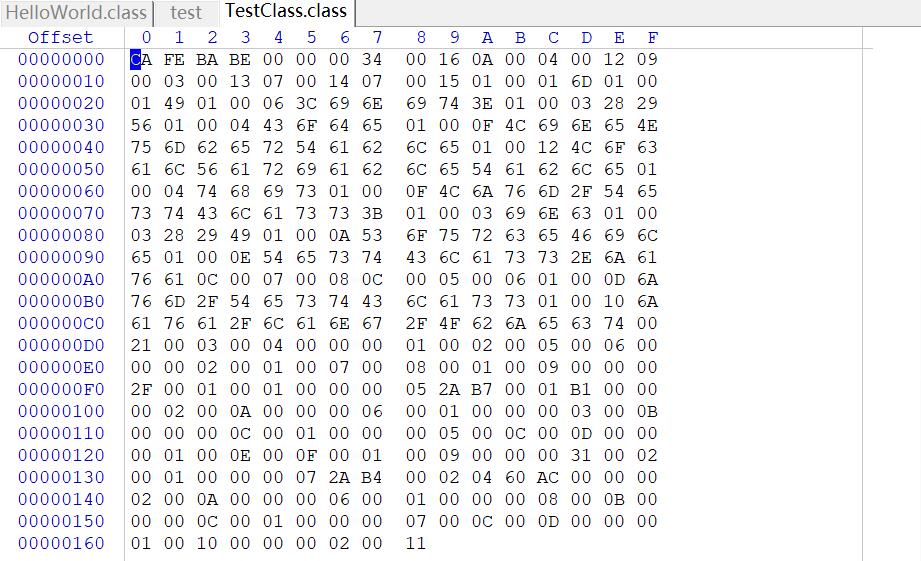 HelloWorld.class test TestClass.class
Offset 0 1 2 3 4 5 6 7 8 9 A B C D E F
00000000 CA FE BA BE 00 00 00 34 00 16 0A 00 04 00 12 09
00000010 00 03 00 13 07 00 14 07 00 15 01 00 01 6D 01 00
00000020 01 49 01 00 06 3C 69 6E 69 74 3E 01 00 03 28 29
00000030 56 01 00 04 43 6F 64 65 01 00 0F 4C 69 6E 65 4E
00000040 75 6D 62 65 72 54 61 62 6C 65 01 00 12 4C 6F 63
00000050 61 6C 56 61 72 69 61 62 6C 65 54 61 62 6C 65 01
00000060 00 04 74 68 69 73 01 00 0F 4C 6A 76 6D 2F 54 65
00000070 73 74 43 6C 61 73 73 3B 01 00 03 69 6E 63 01 00
00000080 03 28 29 49 01 00 0A 53 6F 75 72 63 65 46 69 6C
00000090 65 01 00 0E 54 65 73 74 43 6C 61 73 73 2E 6A 61
000000A0 76 61 0C 00 07 00 08 0C 00 05 00 06 01 00 0D 6A
000000B0 76 6D 2F 54 65 73 74 43 6C 61 73 73 01 00 10 6A
000000C0 61 76 61 2F 6C 61 6E 67 2F 4F 62 6A 65 63 74 00
000000D0 21 00 03 00 04 00 00 00 01 00 02 00 05 00 06 00
000000E0 00 00 02 00 01 00 07 00 08 00 01 00 09 00 00 00
000000F0 2F 00 01 00 01 00 00 00 05 2A B7 00 01 B1 00 00
00000100 00 02 00 0A 00 00 00 06 00 01 00 00 00 03 00 0B
00000110 00 00 00 0C 00 01 00 00 00 05 00 0C 00 0D 00 00
00000120 00 01 00 0E 00 0F 00 01 00 09 00 00 00 31 00 02
00000130 00 01 00 00 00 07 2A B4 00 02 04 60 AC 00 00 00
00000140 02 00 0A 00 00 00 06 00 01 00 00 00 08 00 0B 00
00000150 00 00 0C 00 01 00 00 00 07 00 0C 00 0D 00 00 00
00000160 01 00 10 00 00 00 02 00 11